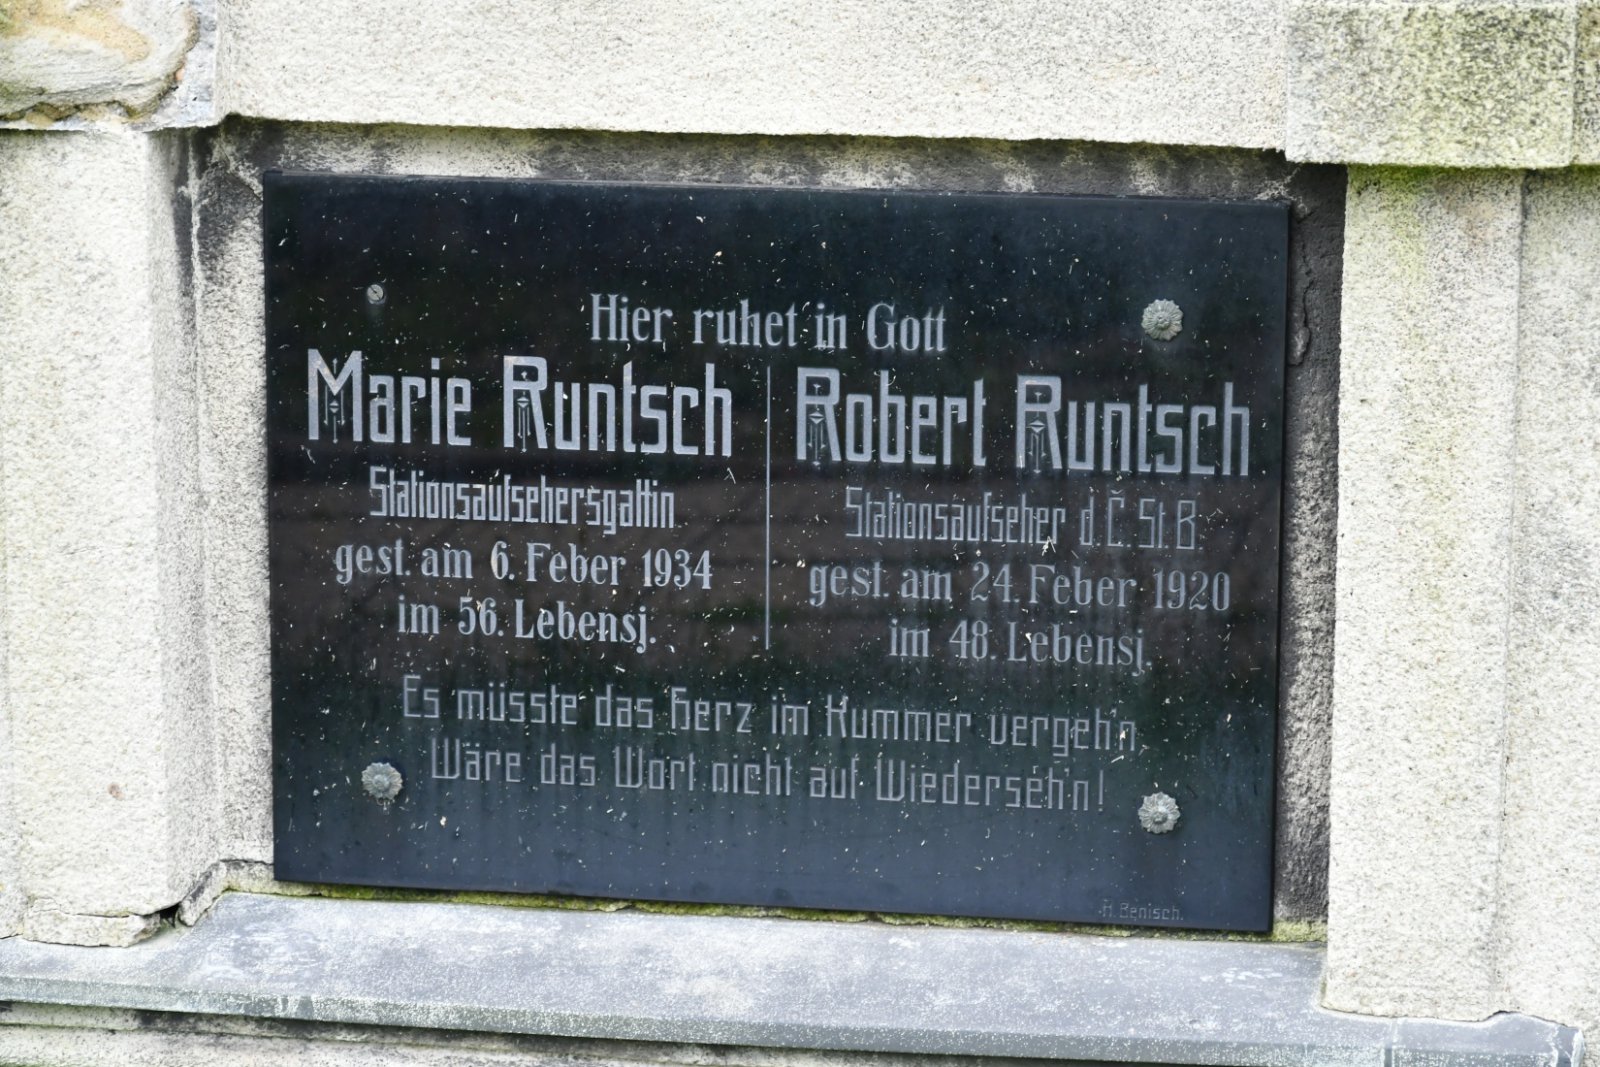 Hier ruhet in Gott
Marie Runtsch
Stationsaufsehersgattin
gest. am 6. Feber 1934
im 56. Lebensj.
Robert Runtsch
Stationsaufseher d. Č. St. B.
gest. am 24. Feber 1920
im 48. Lebensj.
Es müsste das Herz im Kummer vergeh'n
Wäre das Wort nicht auf Wiederseh'n!
A. Benisch.